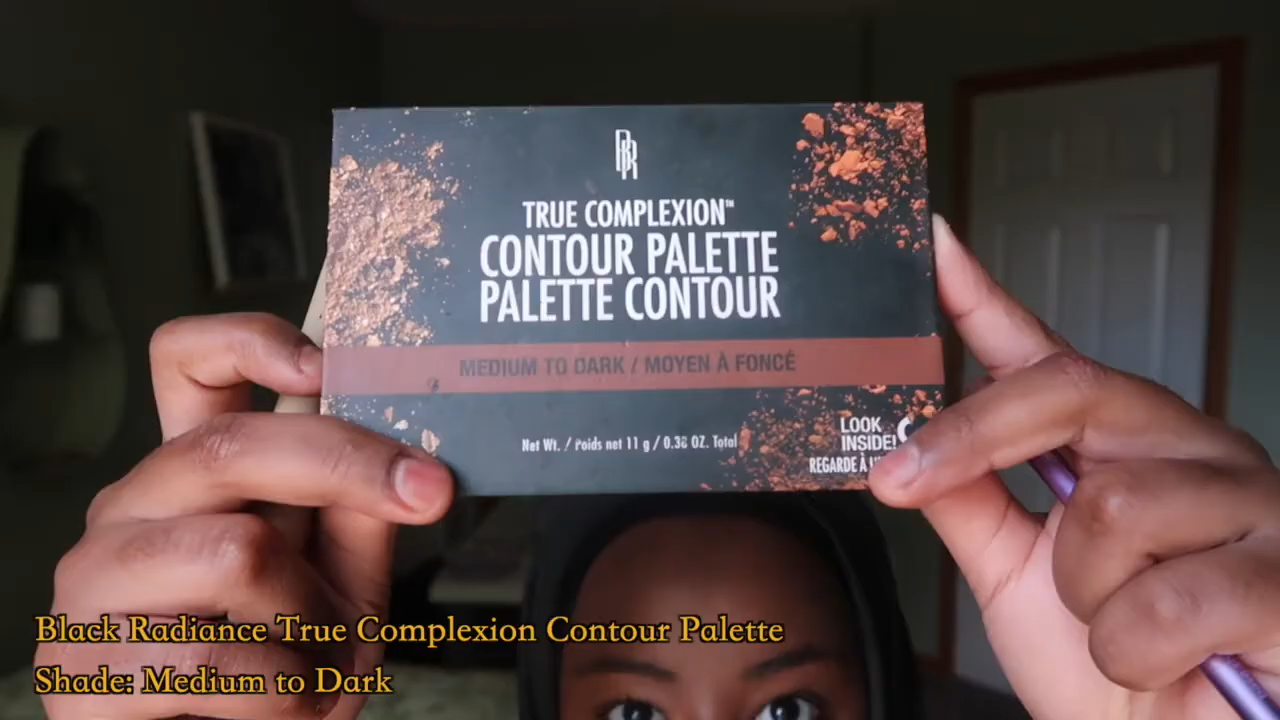 TRUE COMPLEXION™
CONTOUR PALETTE
PALETTE CONTOUR
MEDIUM TO DARK / MOYEN À FONCÉ
Net Wt. / Poids net 11 g / 0.38 OZ. Total
LOOK
INSIDE!
REGARDE À
Black Radiance True Complexion Contour Palette
Shade: Medium to Dark